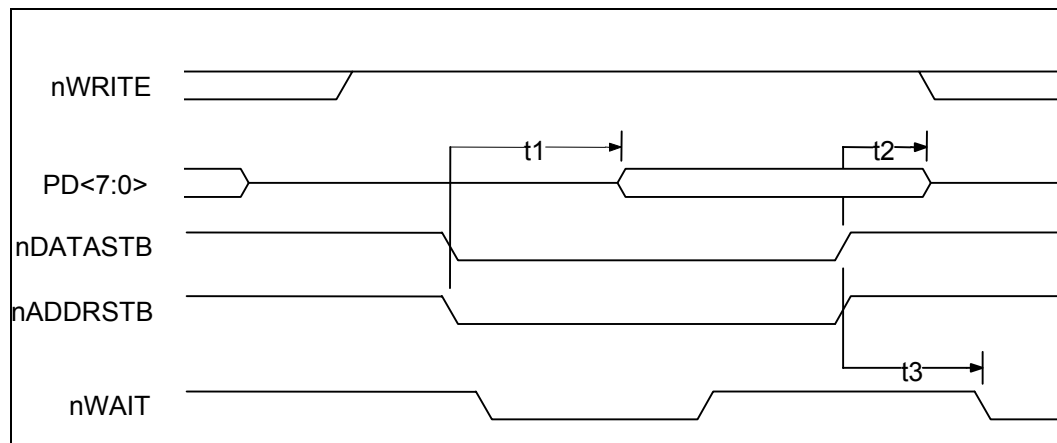 nWRITE
t1
t2
PD<7:0>
nDATASTB
nADDRSTB
t3
nWAIT